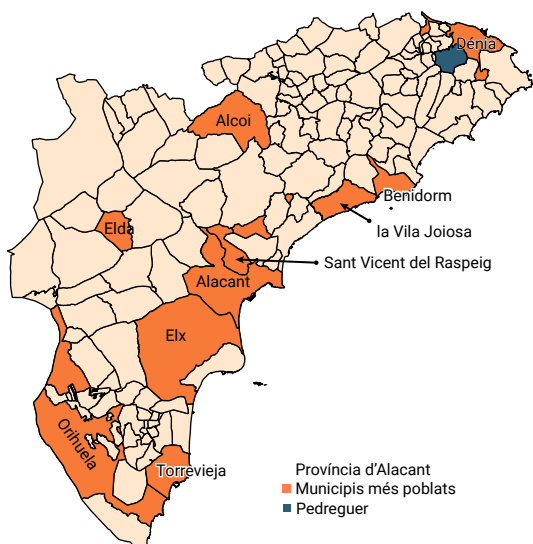 Dénia
Alcoi
Benidorm
Elda
la Vila Joiosa
Sant Vicent del Raspeig
Alacant
Elx
Orihuela
Torrevieja
Província d'Alacant
Municipis més poblats
Pedreguer